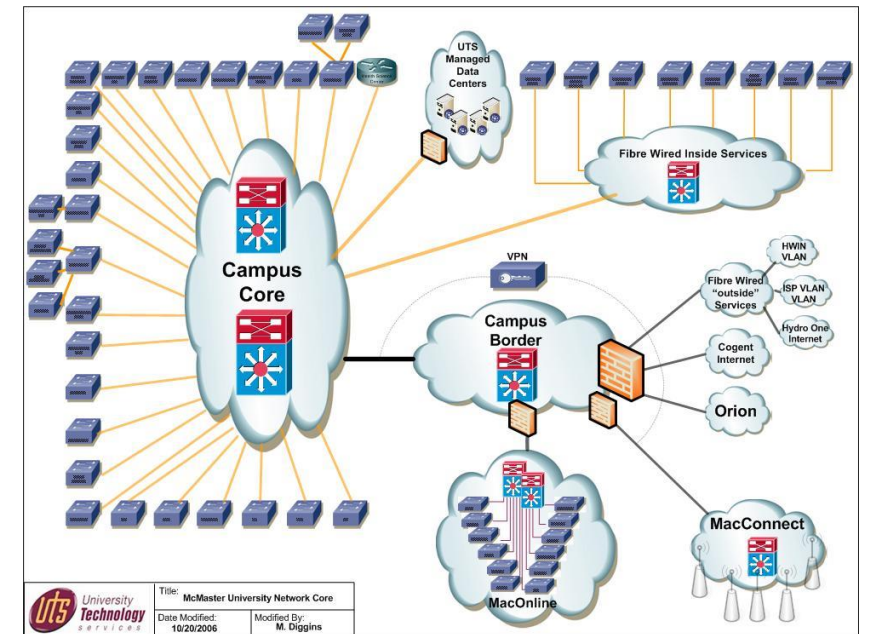 UTS
Managed
Data
Centers
Fibre Wired Inside Services
Campus
Core
VPN
Fibre Wired
“outside”
Services
HWIN
VLAN
ISP VLAN
VLAN
Hydro One
Internet
Campus
Border
Cogent
Internet
Orion
MacConnect
MacOnline
uts
University
Technology
services
Title:
McMaster University Network Core
Date Modified:
10/20/2006
Modified By:
M. Diggins